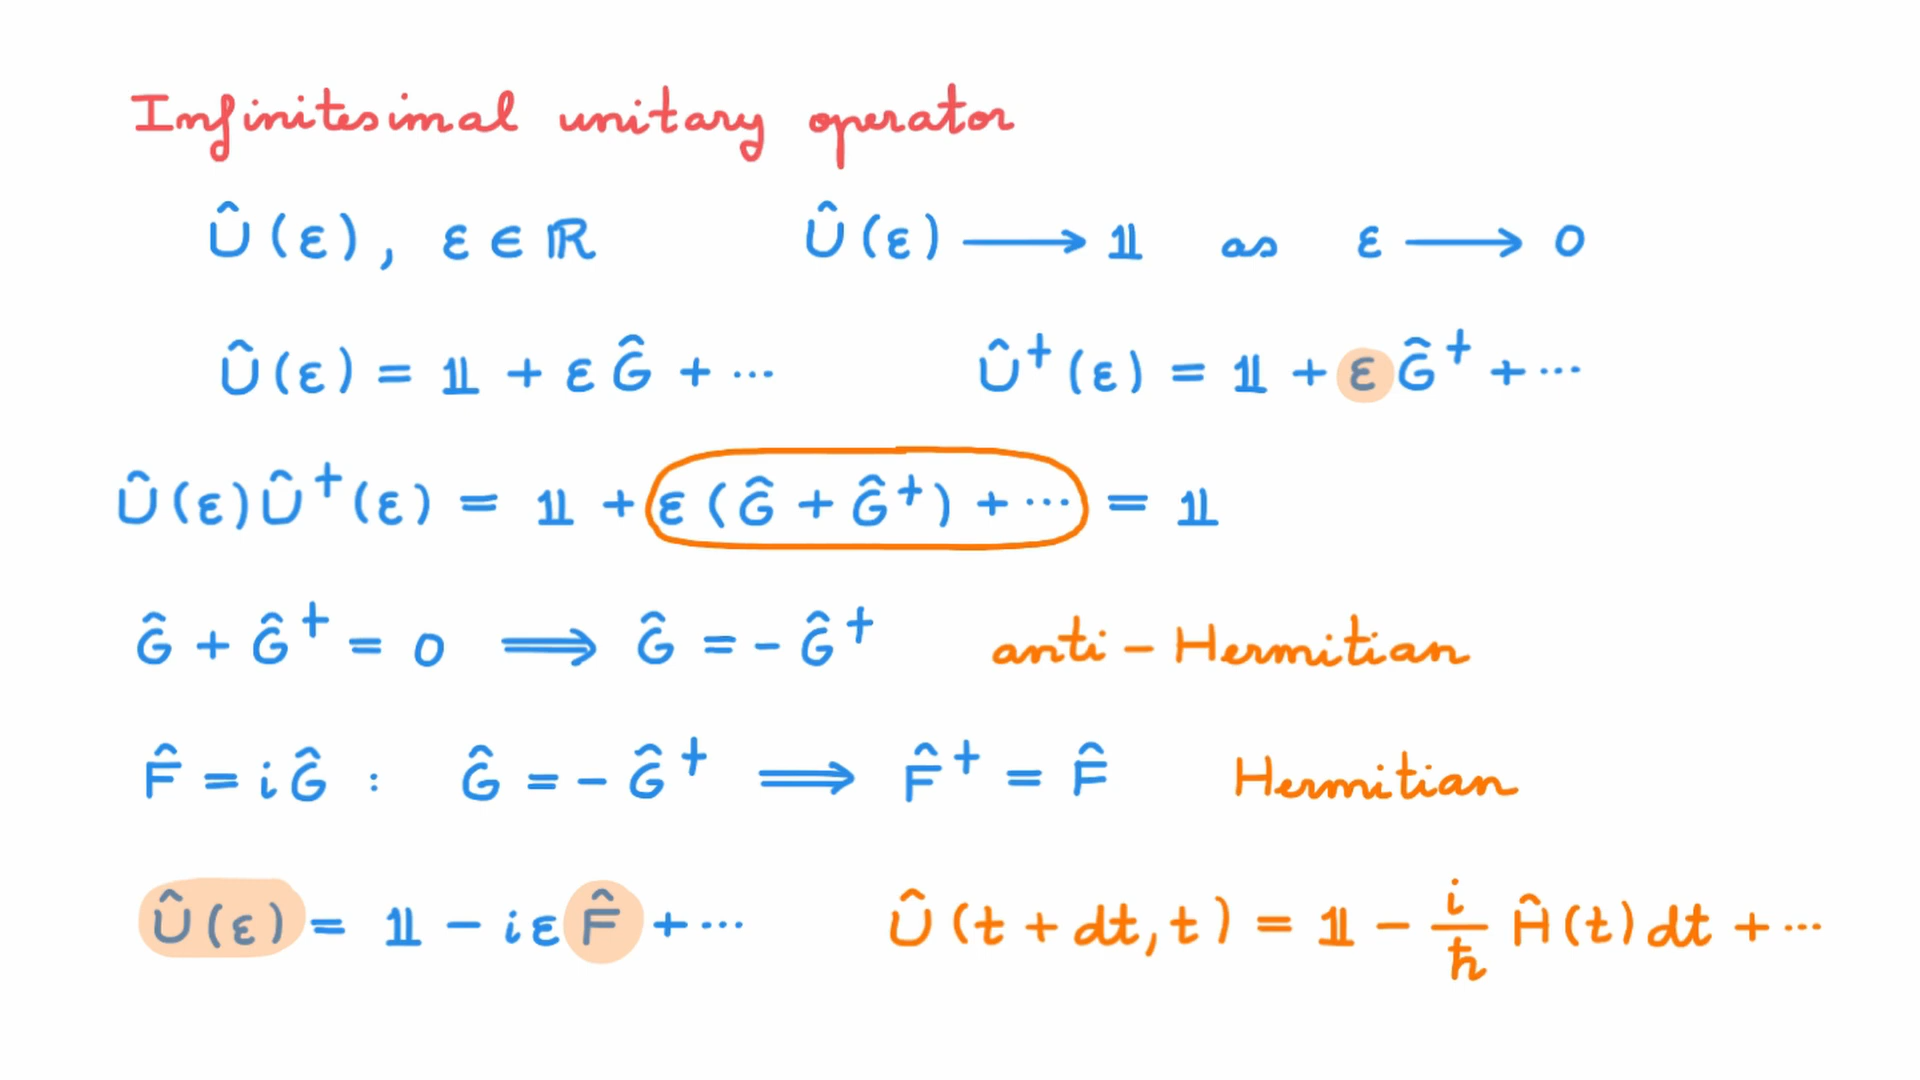 Infinitesimal unitary operator
Û(ε), ε ∈ ℝ   Û(ε) ⟶ 𝟙 as ε ⟶ 0
Û(ε) = 𝟙 + εĜ + ···   Û†(ε) = 𝟙 + εĜ† + ···
Û(ε)Û†(ε) = 𝟙 + ε(Ĝ + Ĝ†) + ··· = 𝟙
Ĝ + Ĝ† = 0 ⟹ Ĝ = -Ĝ†   anti-Hermitian
F̂ = iĜ : Ĝ = -Ĝ† ⟹ F̂† = F̂   Hermitian
Û(ε) = 𝟙 - iεF̂ + ···   Û(t + dt, t) = 𝟙 - i/ħ Ĥ(t)dt + ···